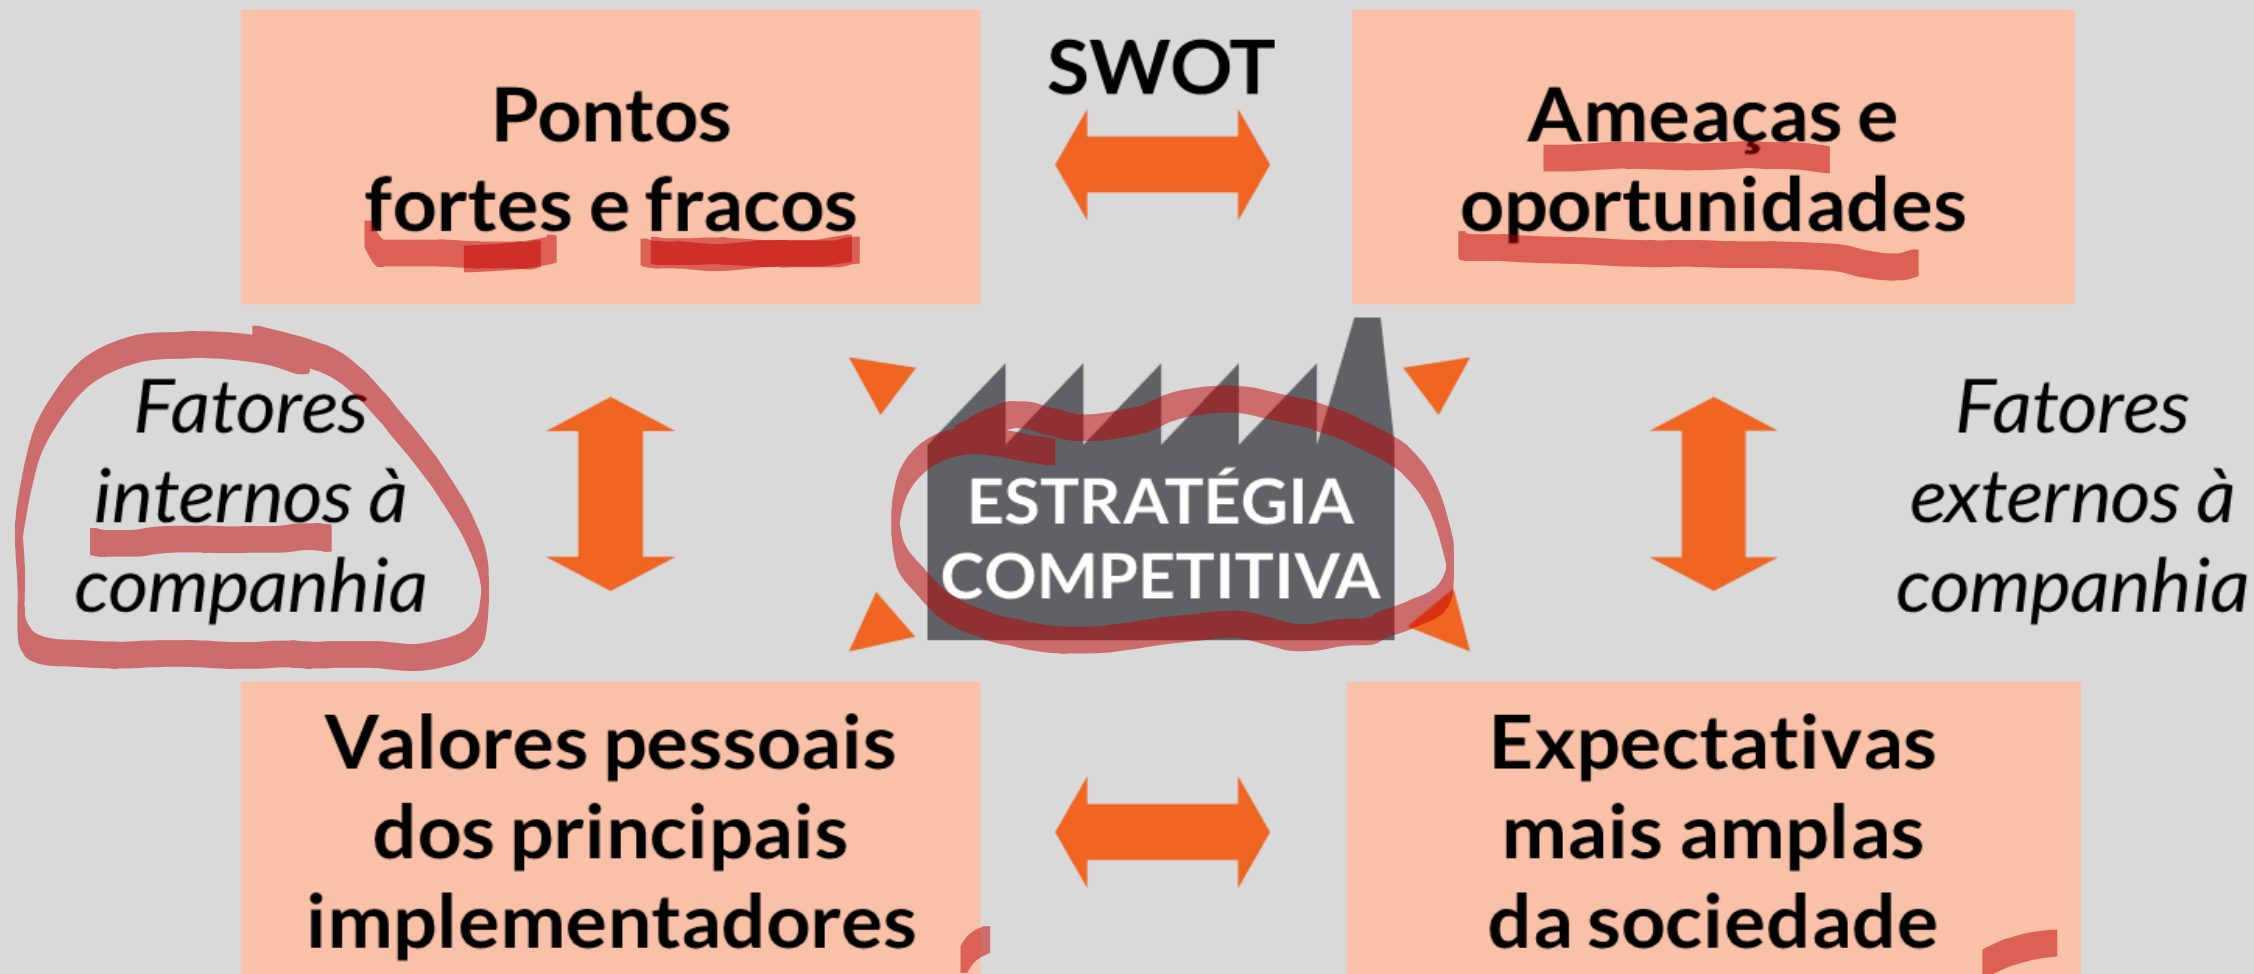 Pontos
fortes e fracos
SWOT
Ameaças e
oportunidades
Fatores
internos à
companhia
ESTRATÉGIA
COMPETITIVA
Fatores
externos à
companhia
Valores pessoais
dos principais
implementadores
Expectativas
mais amplas
da sociedade